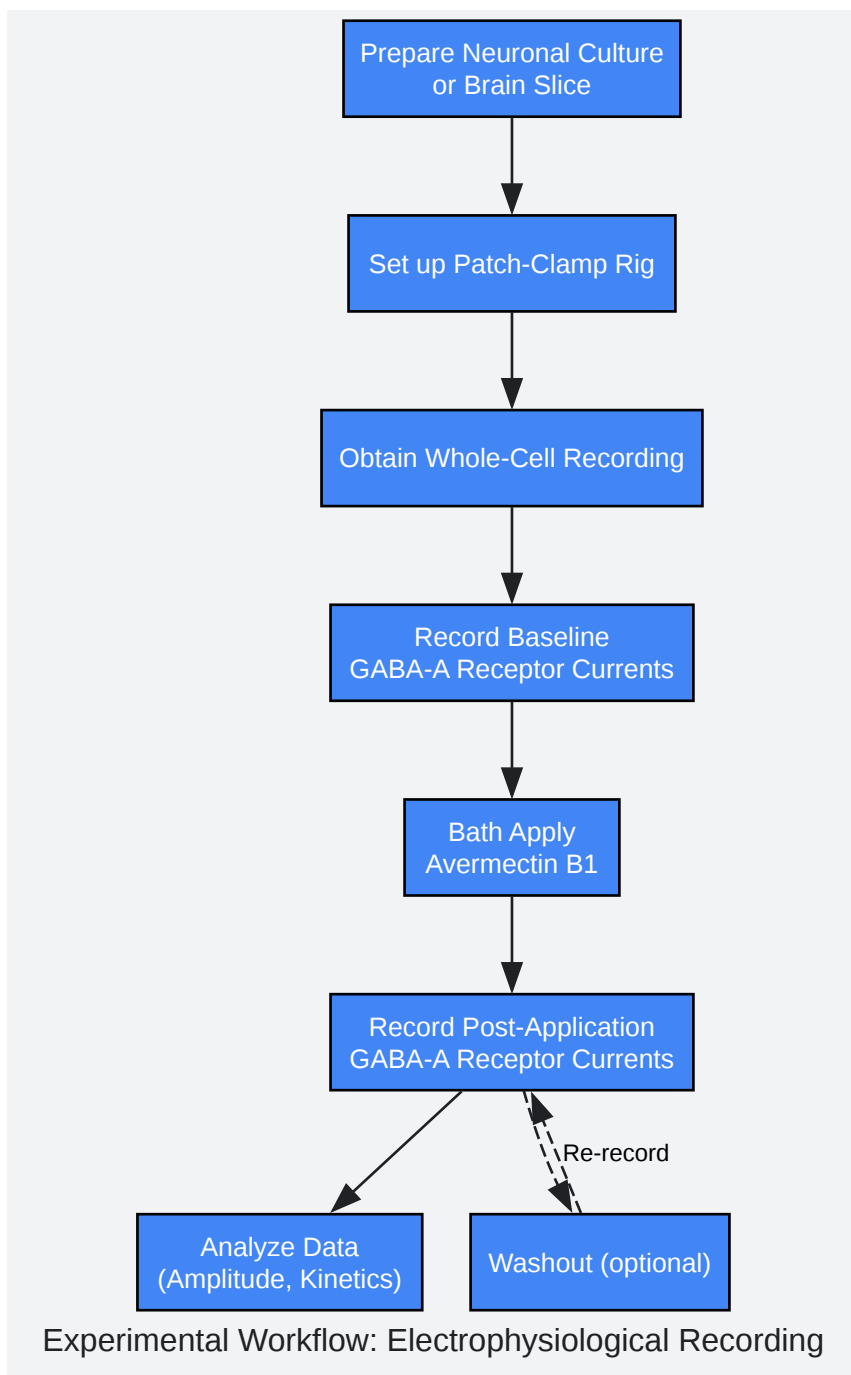 Prepare Neuronal Culture
or Brain Slice
Set up Patch-Clamp Rig
Obtain Whole-Cell Recording
Record Baseline
GABA-A Receptor Currents
Bath Apply
Avermectin B1
Record Post-Application
GABA-A Receptor Currents
Re-record
Analyze Data
(Amplitude, Kinetics)
Washout (optional)
Experimental Workflow: Electrophysiological Recording